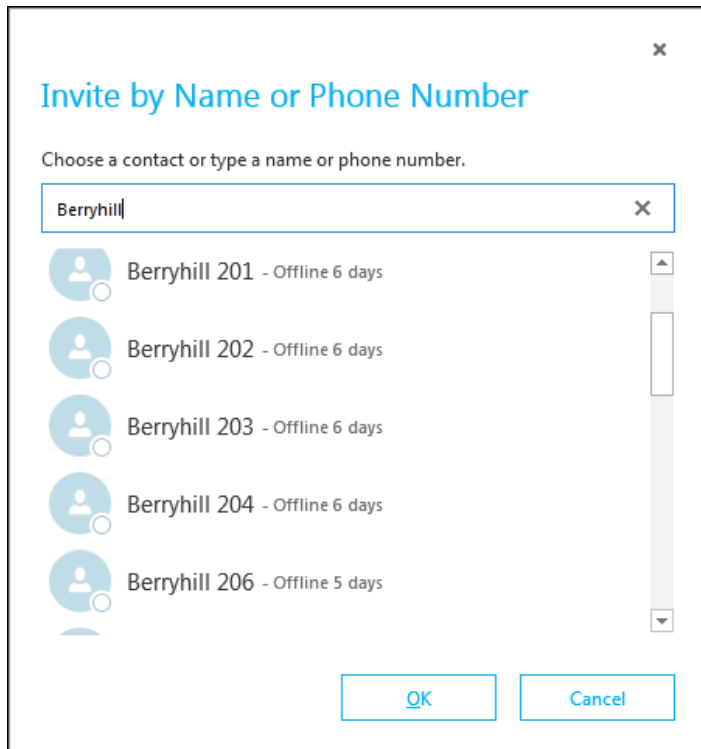 Invite by Name or Phone Number
Choose a contact or type a name or phone number.
Berryhill
Berryhill 201 - Offline 6 days
Berryhill 202 - Offline 6 days
Berryhill 203 - Offline 6 days
Berryhill 204 - Offline 6 days
Berryhill 206 - Offline 5 days
OK Cancel